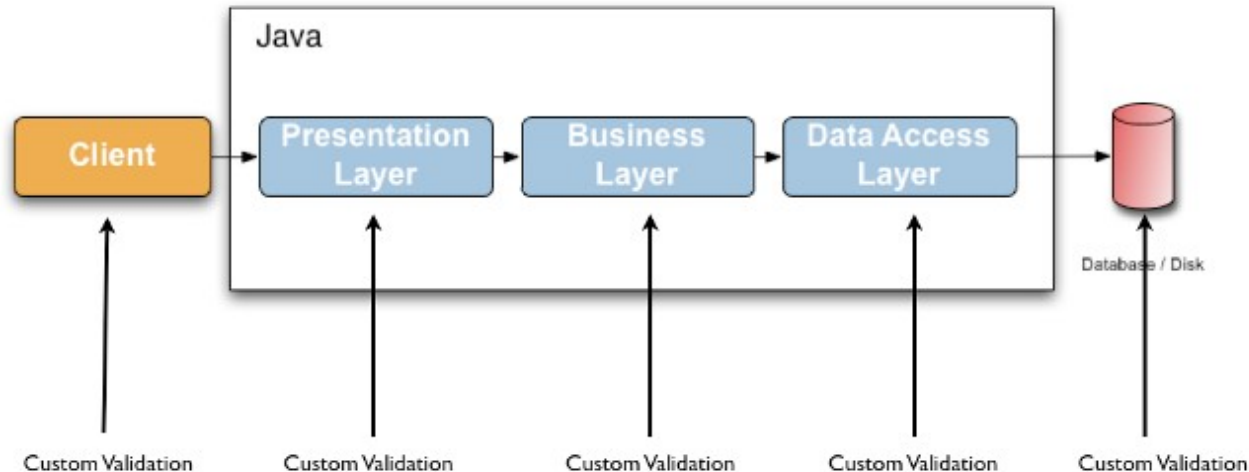 Java
Client
Presentation
Layer
Business
Layer
Data Access
Layer
Database / Disk
Custom Validation
Custom Validation
Custom Validation
Custom Validation
Custom Validation